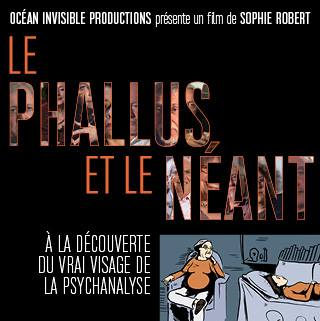 OCÉAN INVISIBLE PRODUCTIONS présente un film de SOPHIE ROBERT
LE
PHALLUS
ET LE
NÉANT
À LA DÉCOUVERTE
DU VRAI VISAGE DE
LA PSYCHANALYSE